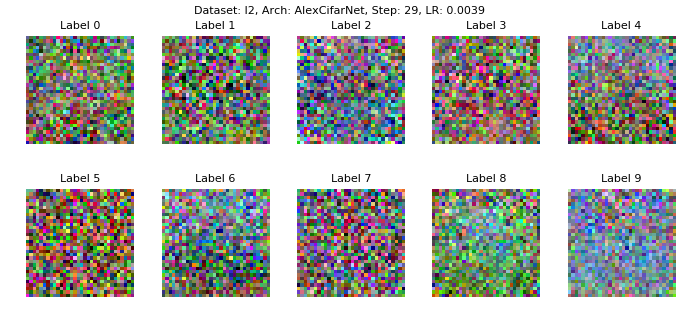 Dataset: I2, Arch: AlexCifarNet, Step: 29, LR: 0.0039
Label 0 Label 1 Label 2 Label 3 Label 4
Label 5 Label 6 Label 7 Label 8 Label 9